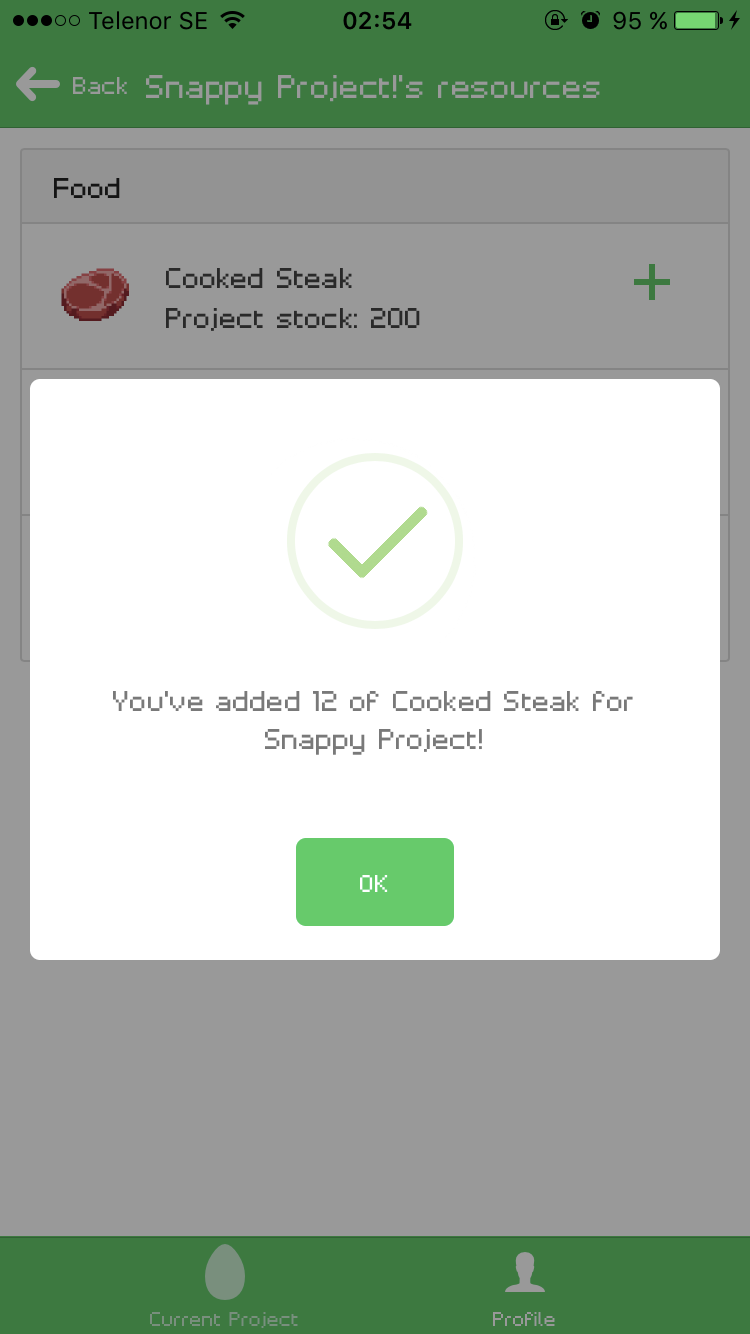 Telenor SE 02:54 95 %
Back Snappy Project!'s resources
Food
Cooked Steak
Project stock: 200
You've added 12 of Cooked Steak for
Snappy Project!
OK
Current Project Profile